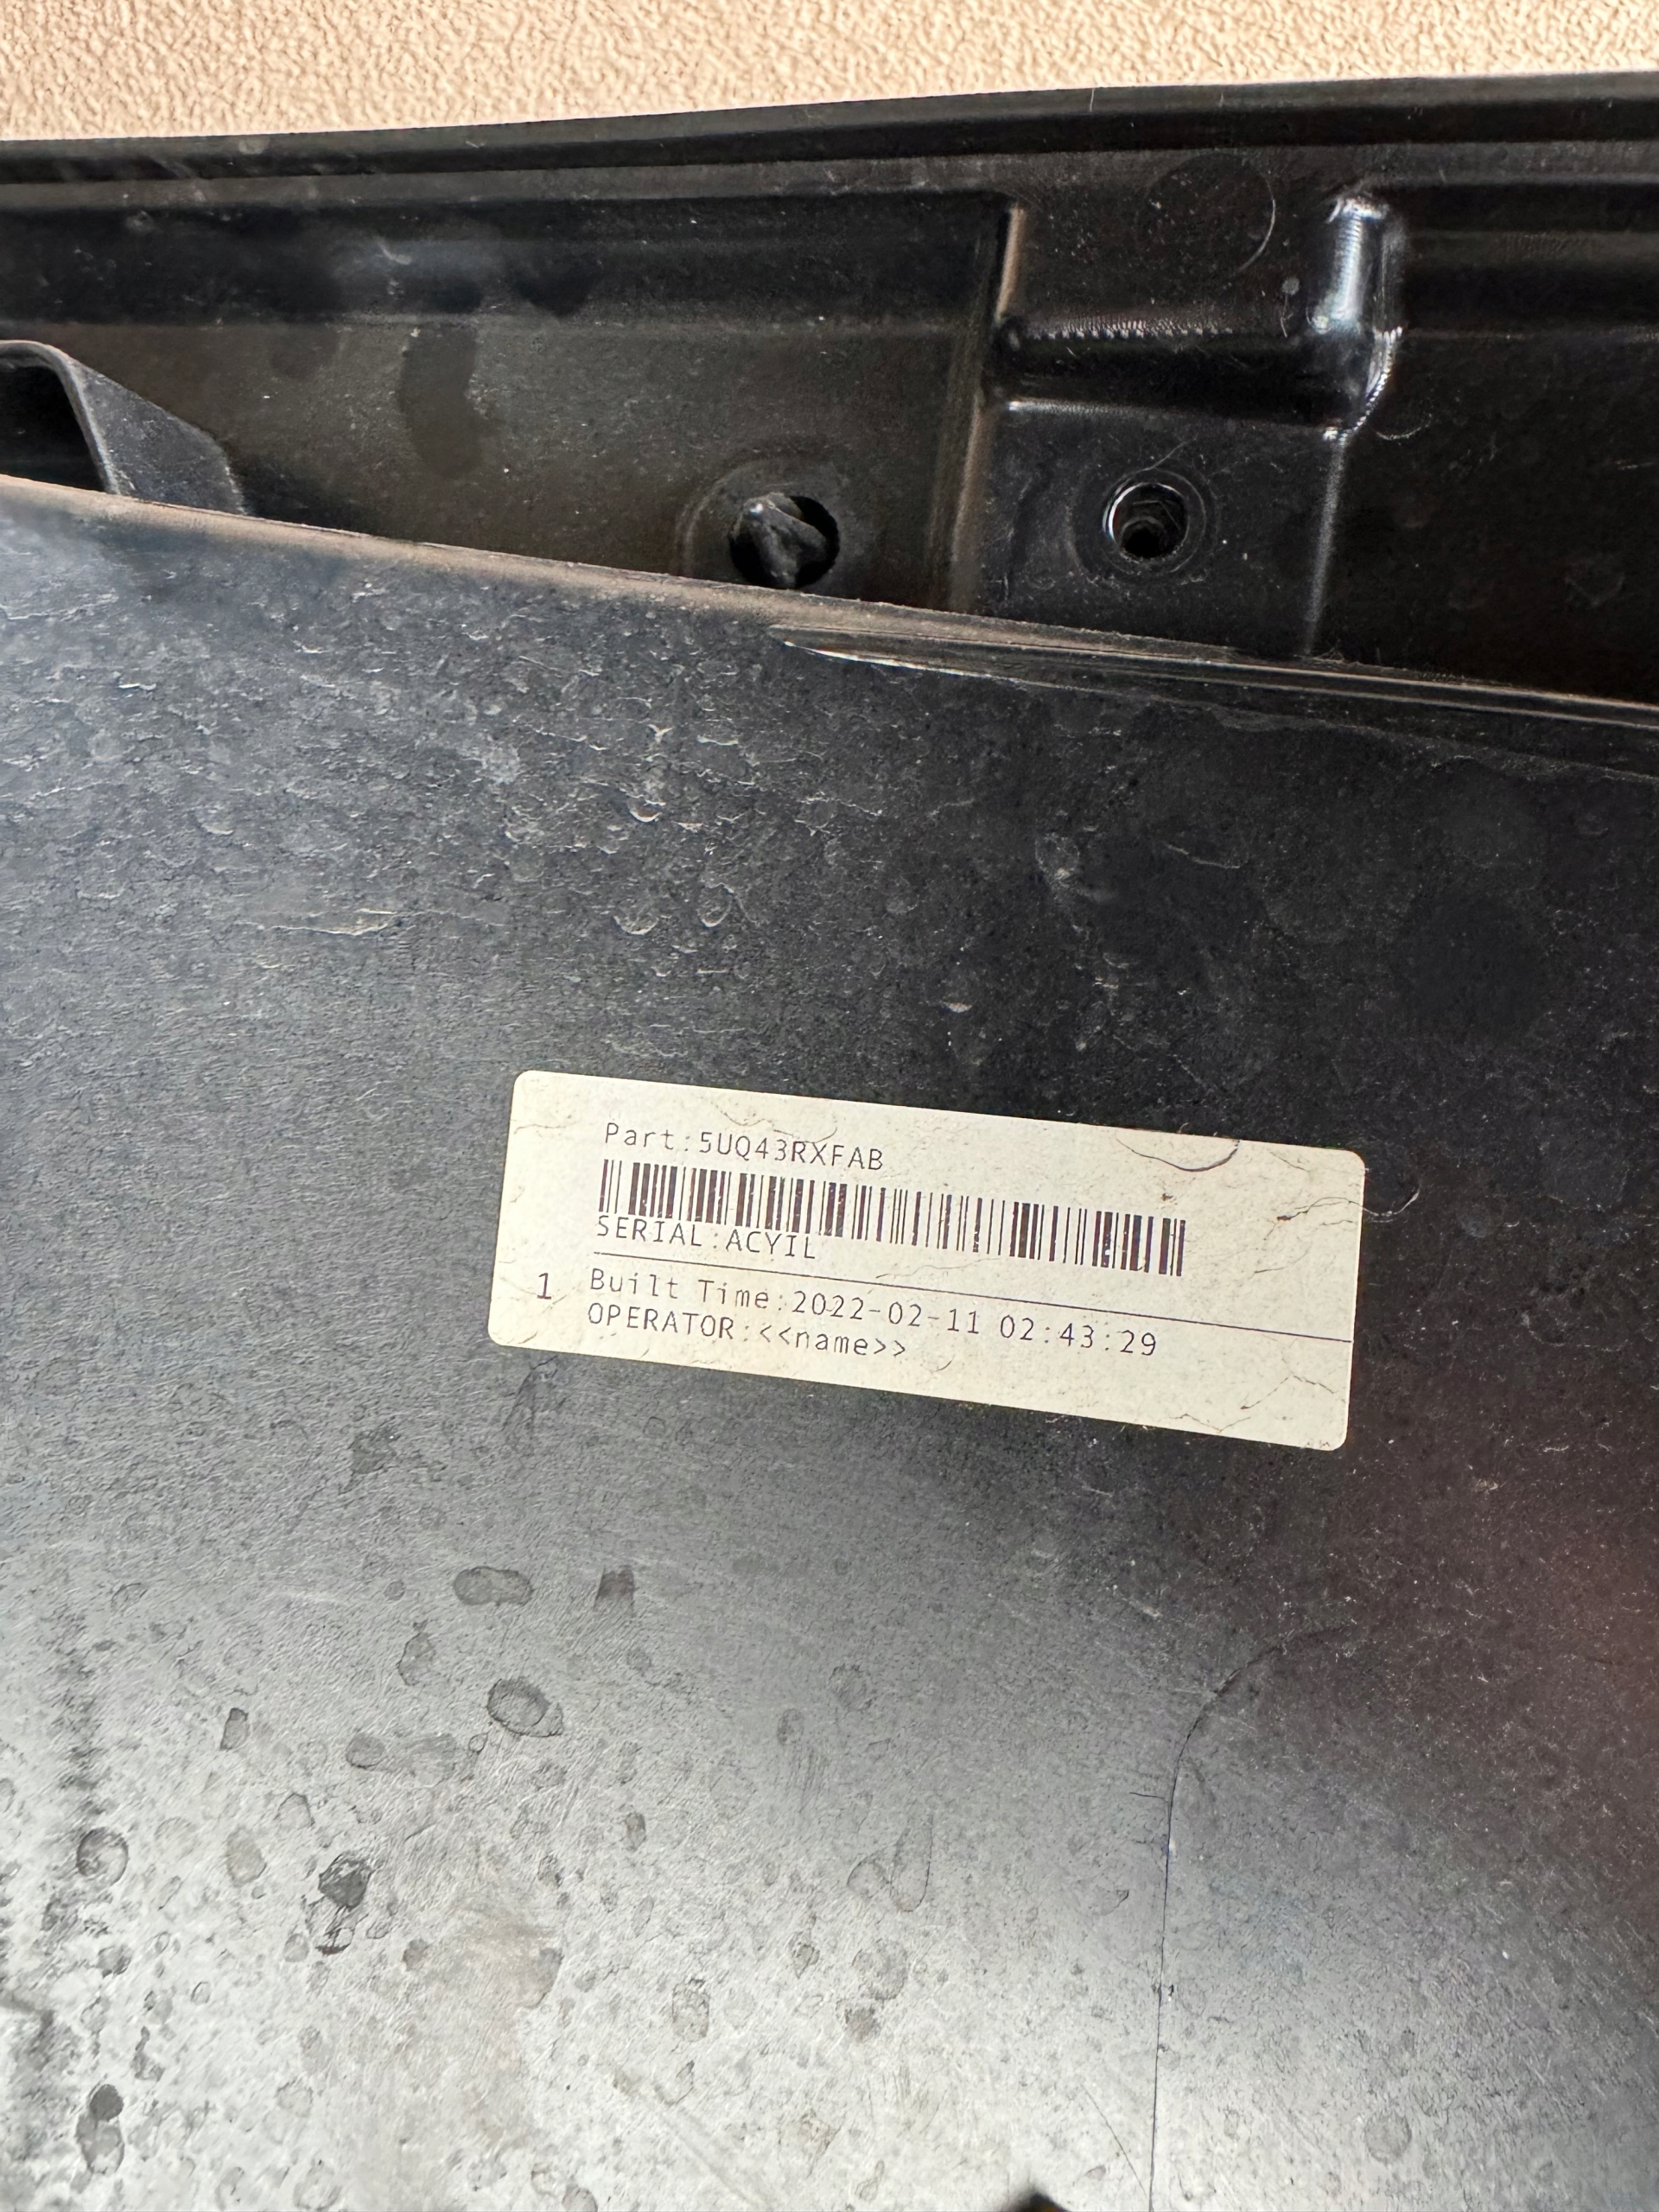 Part:5UQ43RXFAB
SERIAL:ACYIL
Built Time:2022-02-11 02:43:29
1
OPERATOR:<<name>>